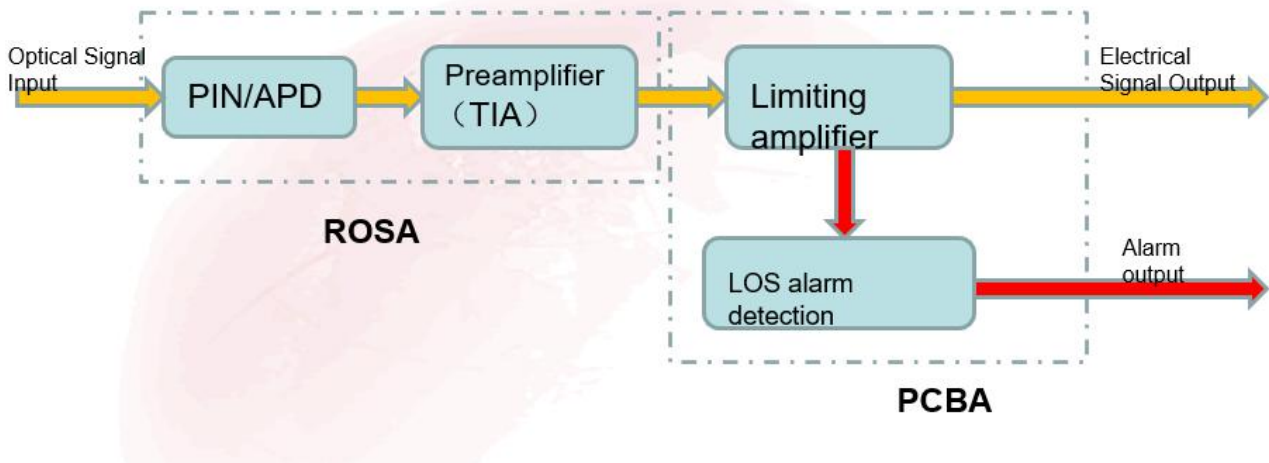 Optical Signal
Input
PIN/APD
Preamplifier
（TIA）
Limiting
amplifier
Electrical
Signal Output
ROSA
LOS alarm
detection
Alarm
output
PCBA